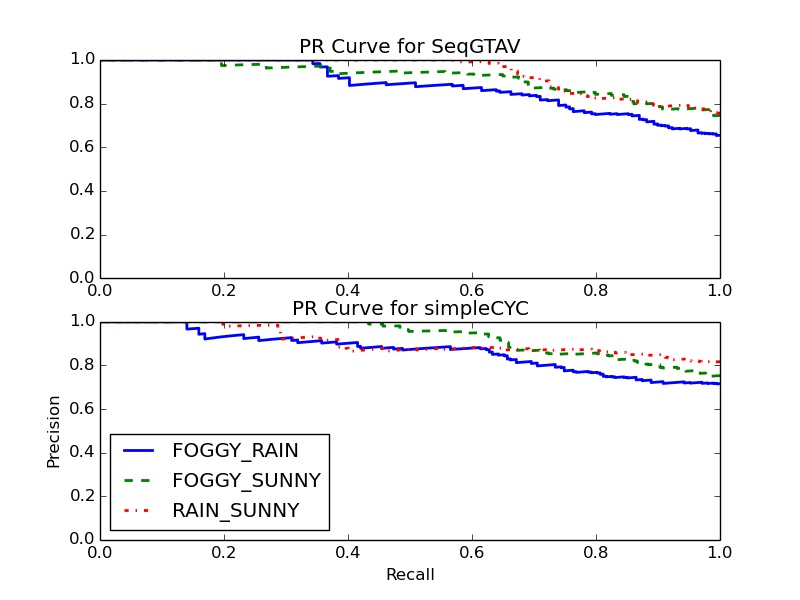 PR Curve for SeqGTAV
1.0
0.8
0.6
0.4
0.2
0.0
0.0 0.2 0.4 0.6 0.8 1.0
PR Curve for simpleCYC
1.0
0.8
0.6
0.4
0.2
0.0
Precision
FOGGY_RAIN
FOGGY_SUNNY
RAIN_SUNNY
0.0 0.2 0.4 0.6 0.8 1.0
Recall